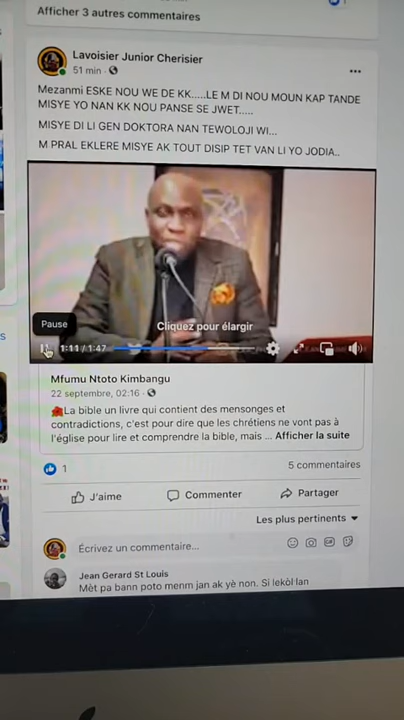 Afficher 3 autres commentaires
Lavoisier Junior Cherisier
51 min ·
Mezanmi ESKE NOU WE DE KK.....LE M DI NOU MOUN KAP TANDE
MISYE YO NAN KK NOU PANSE SE JWET.....
MISYE DI LI GEN DOKTORA NAN TEWOLOJI WI...
M PRAL EKLERE MISYE AK TOUT DISIP TET VAN LI YO JODIA..
Pause
Cliquez pour élargir
1:11 / 1:47
Mfumu Ntoto Kimbangu
22 septembre, 02:16 ·
La bible un livre qui contient des mensonges et
contradictions, c'est pour dire que les chrétiens ne vont pas à
l'église pour lire et comprendre la bible, mais ... Afficher la suite
1
5 commentaires
J'aime
Commenter
Partager
Les plus pertinents
Écrivez un commentaire...
GIF
Jean Gerard St Louis
Mèt pa bann poto menm jan ak yè non. Si lekòl lan